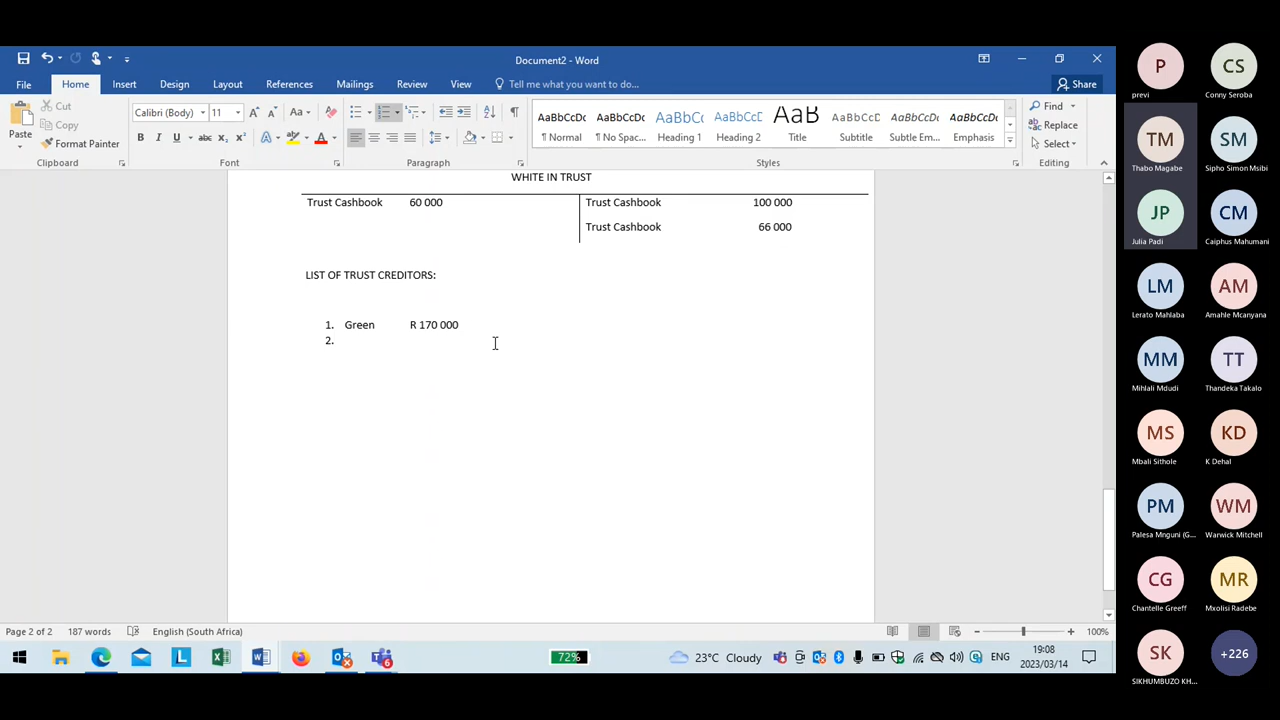 Document2 - Word
File Home Insert Design Layout References Mailings Review View Tell me what you want to do... Share
Paste
Cut
Copy
Format Painter
Clipboard
Calibri (Body) 11
Font
Paragraph
AaBbCcDc AaBbCcDc AaBbCc AaBbCcD AaB AaBbCcD AaBbCcDc AaBbCcDc
¶ Normal ¶ No Spac... Heading 1 Heading 2 Title Subtitle Subtle Em... Emphasis
Styles
Find
Replace
Select
Editing
WHITE IN TRUST
Trust Cashbook 60 000 Trust Cashbook 100 000
Trust Cashbook 66 000
LIST OF TRUST CREDITORS:
1. Green R 170 000
2.
Page 2 of 2 187 words English (South Africa) 100%
72% 23°C Cloudy ENG 19:08
2023/03/14
P CS
previ Conny Seroba
TM SM
Thabo Magabe Sipho Simon Msibi
JP CM
Julia Padi Caiphus Mahumani
LM AM
Lerato Mahlaba Amahle Mcanyana
MM TT
Mihlali Mdudi Thandeka Takalo
MS KD
Mbali Sithole K Dehal
PM WM
Palesa Mnguni (G... Warwick Mitchell
CG MR
Chantelle Greeff Mxolisi Radebe
SK +226
SIKHUMBUZO KH...